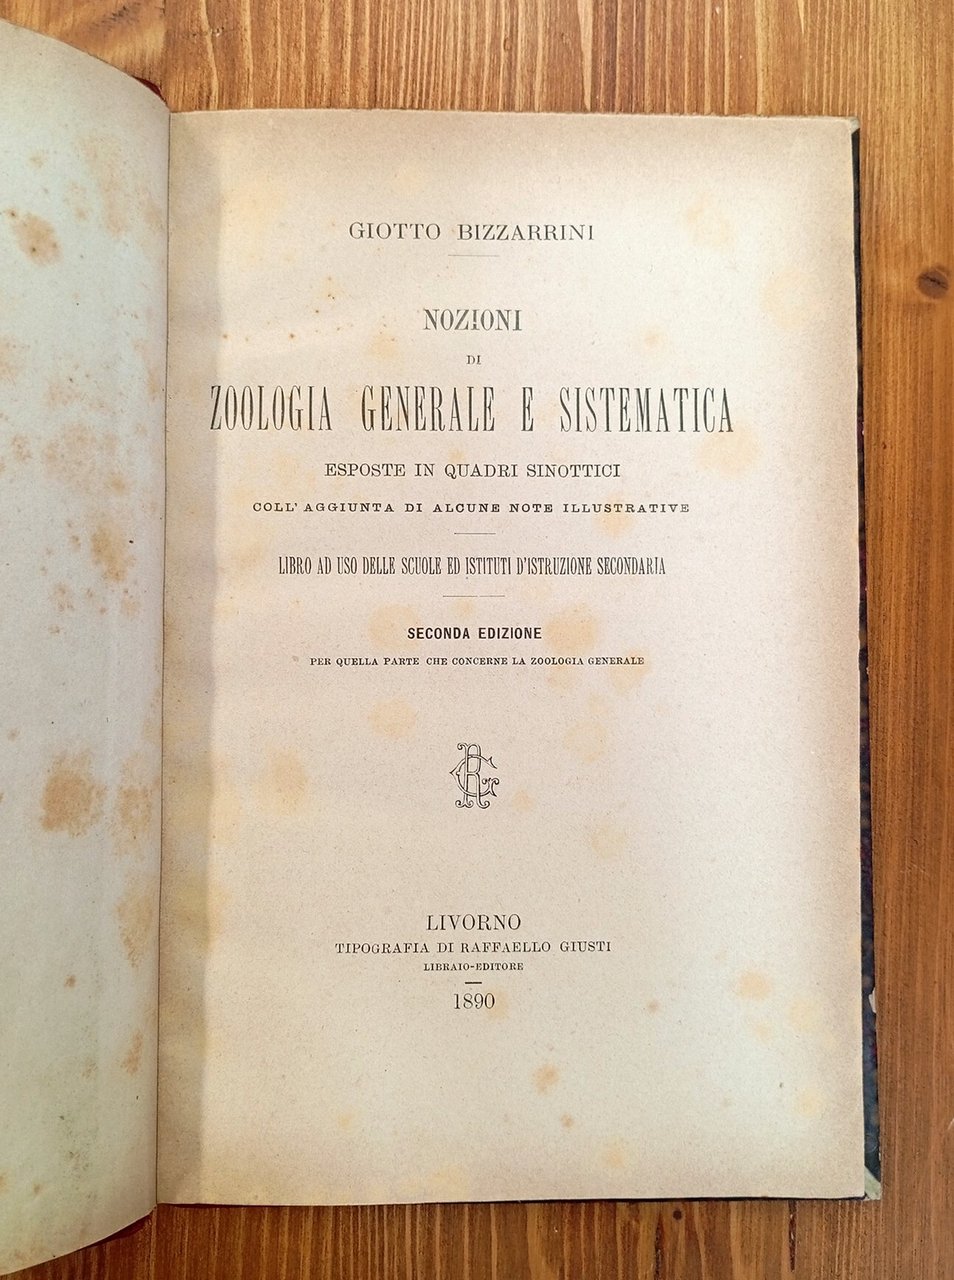 GIOTTO BIZZARRINI
NOZIONI
DI
ZOOLOGIA GENERALE E SISTEMATICA
ESPOSTE IN QUADRI SINOTTICI
COLL' AGGIUNTA DI ALCUNE NOTE ILLUSTRATIVE
LIBRO AD USO DELLE SCUOLE ED ISTITUTI D'ISTRUZIONE SECONDARIA
SECONDA EDIZIONE
PER QUELLA PARTE CHE CONCERNE LA ZOOLOGIA GENERALE
RG
LIVORNO
TIPOGRAFIA DI RAFFAELLO GIUSTI
LIBRAIO-EDITORE
1890